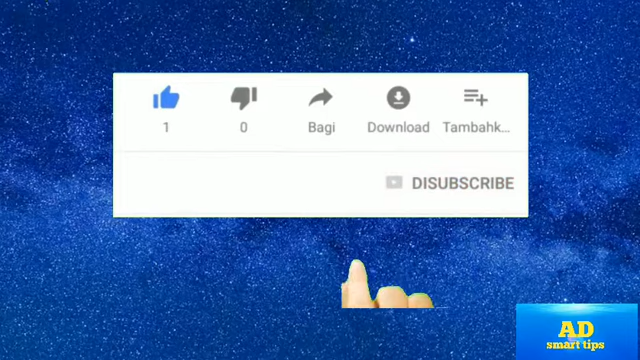 1
0
Bagi
Download
Tambahk...
DISUBSCRIBE
AD
smart tips